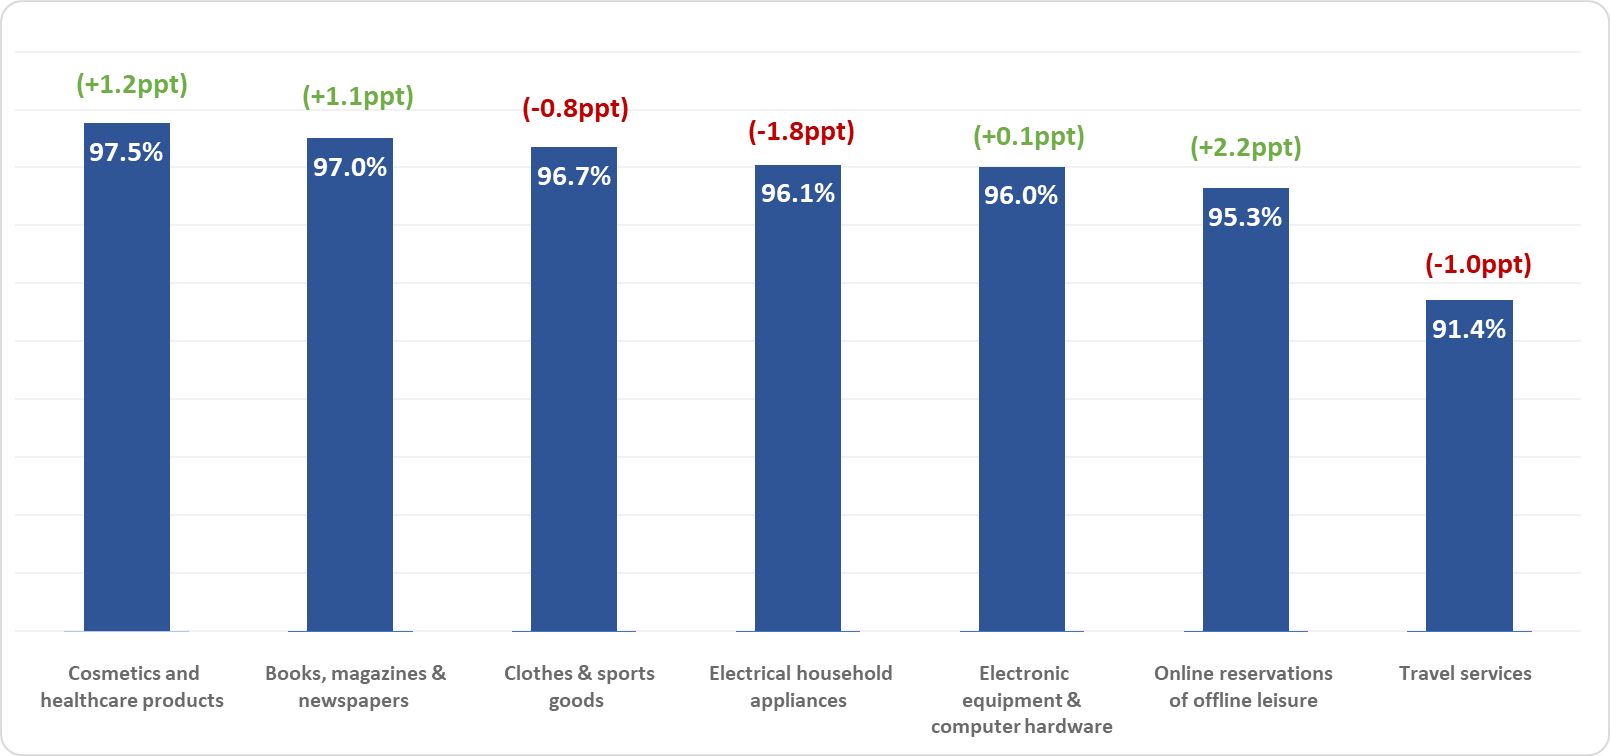 (+1.2ppt)
(+1.1ppt)
(-0.8ppt)
(-1.8ppt)
(+0.1ppt)
(+2.2ppt)
(-1.0ppt)
97.5%
97.0%
96.7%
96.1%
96.0%
95.3%
91.4%
Cosmetics and
healthcare products
Books, magazines &
newspapers
Clothes & sports
goods
Electrical household
appliances
Electronic
equipment &
computer hardware
Online reservations
of offline leisure
Travel services